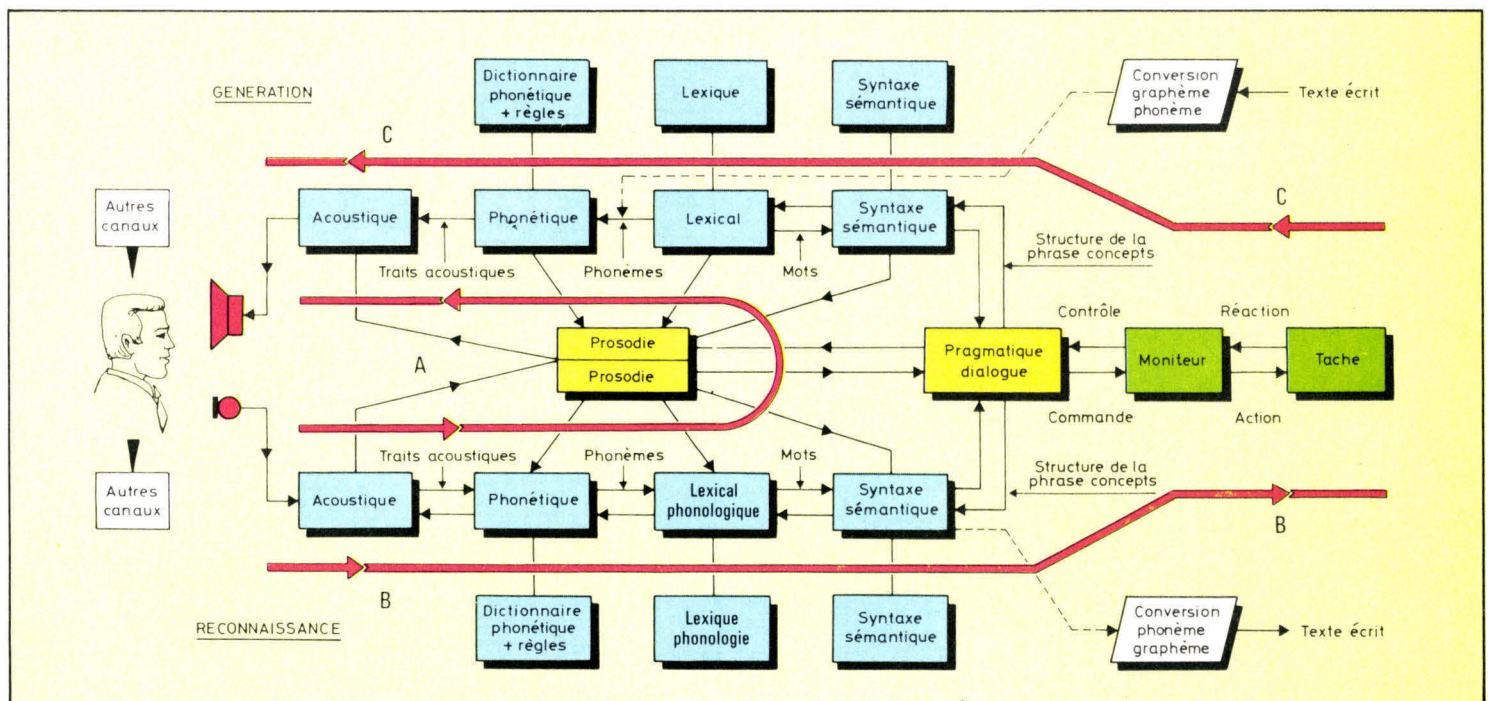 GENERATION
Dictionnaire
phonétique
+ règles
Lexique
Syntaxe
sémantique
Conversion
graphème
phonème
Texte écrit
C
C
Autres
canaux
Acoustique
Phonétique
Lexical
Syntaxe
sémantique
Traits acoustiques
Phonèmes
Mots
Structure de la
phrase concepts
A
Prosodie
Prosodie
Pragmatique
dialogue
Contrôle
Réaction
Moniteur
Tache
Commande
Action
Traits acoustiques
Phonèmes
Mots
Structure de la
phrase concepts
Autres
canaux
Acoustique
Phonétique
Lexical
phonologique
Syntaxe
sémantique
B
B
RECONNAISSANCE
Dictionnaire
phonétique
+ règles
Lexique
phonologie
Syntaxe
sémantique
Conversion
phonème
graphème
Texte écrit